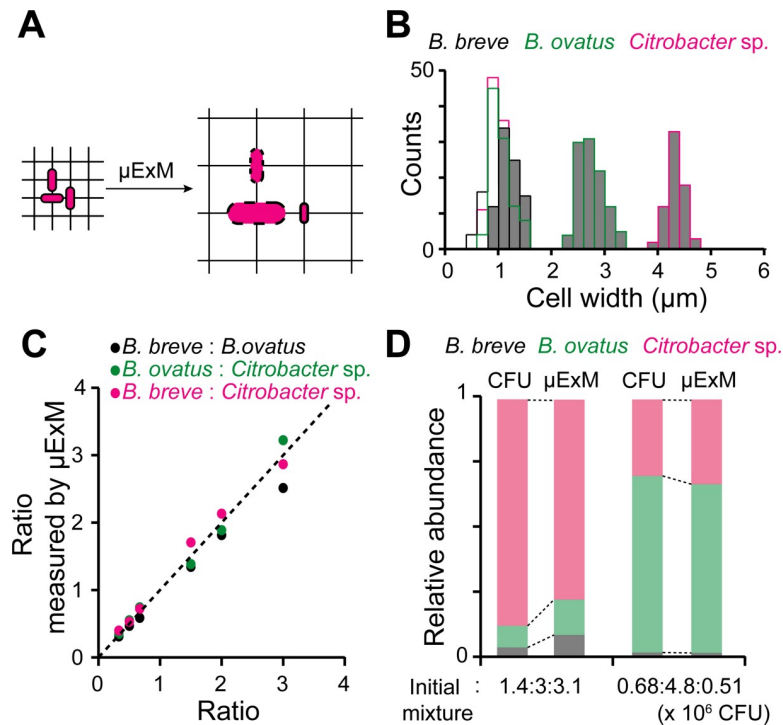 A
μExM
B
B. breve B. ovatus Citrobacter sp.
50
Counts
0
0 1 2 3 4 5 6
Cell width (μm)
C
B. breve : B.ovatus
B. ovatus : Citrobacter sp.
B. breve : Citrobacter sp.
4
3
2
1
0
Ratio
measured by μExM
0 1 2 3 4
Ratio
D
B. breve B. ovatus Citrobacter sp.
CFU μExM CFU μExM
1
Relative abundance
0
Initial : 1.4:3:3.1 0.68:4.8:0.51
mixture (x 10⁶ CFU)